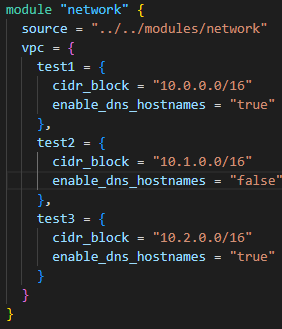 module "network" {
  source = "../../modules/network"
  vpc = {
    test1 = {
      cidr_block = "10.0.0.0/16"
      enable_dns_hostnames = "true"
    },
    test2 = {
      cidr_block = "10.1.0.0/16"
      enable_dns_hostnames = "false"
    },
    test3 = {
      cidr_block = "10.2.0.0/16"
      enable_dns_hostnames = "true"
    }
  }
}